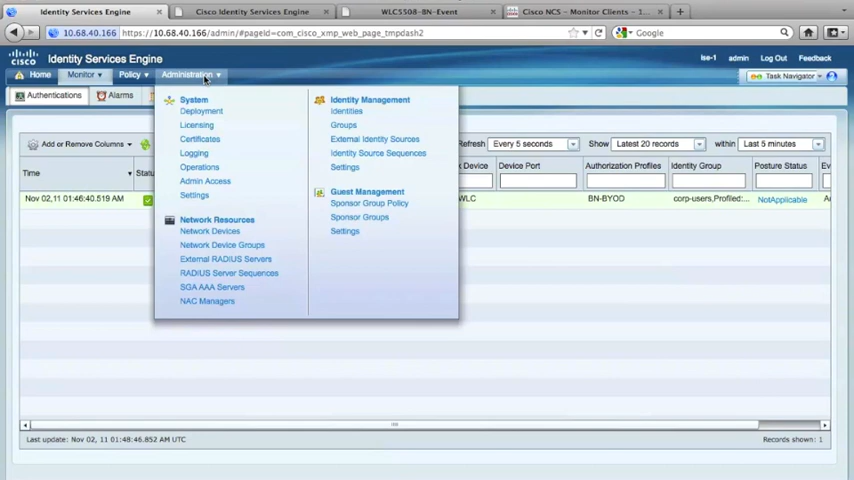 Identity Services Engine
Cisco Identity Services Engine
WLC5508-BN-Event
Cisco NCS – Monitor Clients – 1...
10.68.40.166 https://10.68.40.166/admin/#pageId=com_cisco_xmp_web_page_tmpdash2
Google
CISCO Identity Services Engine
ise-1 admin Log Out Feedback
Home Monitor Policy Administration
Task Navigator
Authentications Alarms
Add or Remove Columns
Refresh Every 5 seconds Show Latest 20 records within Last 5 minutes
Time Status
Device Device Port Authorization Profiles Identity Group Posture Status
Nov 02,11 01:46:40.519 AM
WLC BN-BYOD corp-users,Profiled:... NotApplicable
System
Deployment
Licensing
Certificates
Logging
Operations
Admin Access
Settings
Network Resources
Network Devices
Network Device Groups
External RADIUS Servers
RADIUS Server Sequences
SGA AAA Servers
NAC Managers
Identity Management
Identities
Groups
External Identity Sources
Identity Source Sequences
Settings
Guest Management
Sponsor Group Policy
Sponsor Groups
Settings
Last update: Nov 02, 11 01:48:46.852 AM UTC
Records shown: 1